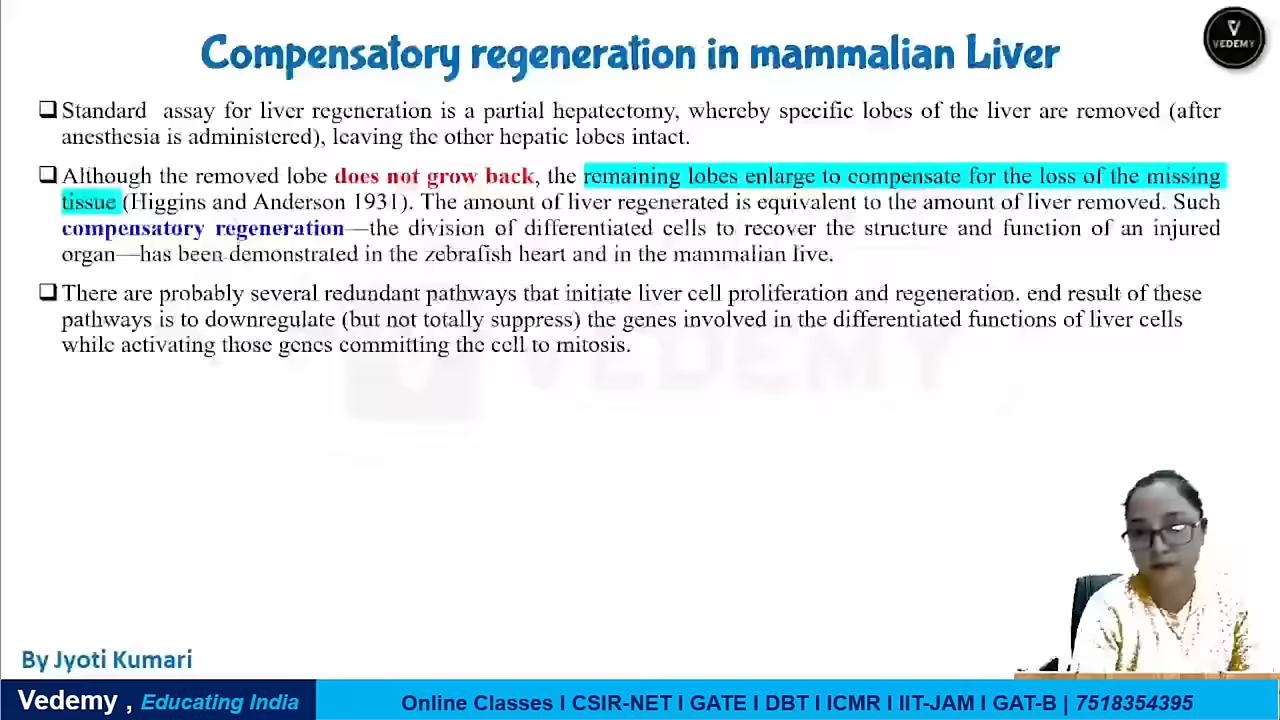 Compensatory regeneration in mammalian Liver
V
VEDEMY
❑Standard assay for liver regeneration is a partial hepatectomy, whereby specific lobes of the liver are removed (after
anesthesia is administered), leaving the other hepatic lobes intact.
❑Although the removed lobe does not grow back, the remaining lobes enlarge to compensate for the loss of the missing
tissue (Higgins and Anderson 1931). The amount of liver regenerated is equivalent to the amount of liver removed. Such
compensatory regeneration—the division of differentiated cells to recover the structure and function of an injured
organ—has been demonstrated in the zebrafish heart and in the mammalian live.
❑There are probably several redundant pathways that initiate liver cell proliferation and regeneration. end result of these
pathways is to downregulate (but not totally suppress) the genes involved in the differentiated functions of liver cells
while activating those genes committing the cell to mitosis.
VEDEMY
By Jyoti Kumari
Vedemy , Educating India
Online Classes I CSIR-NET I GATE I DBT I ICMR I IIT-JAM I GAT-B | 7518354395